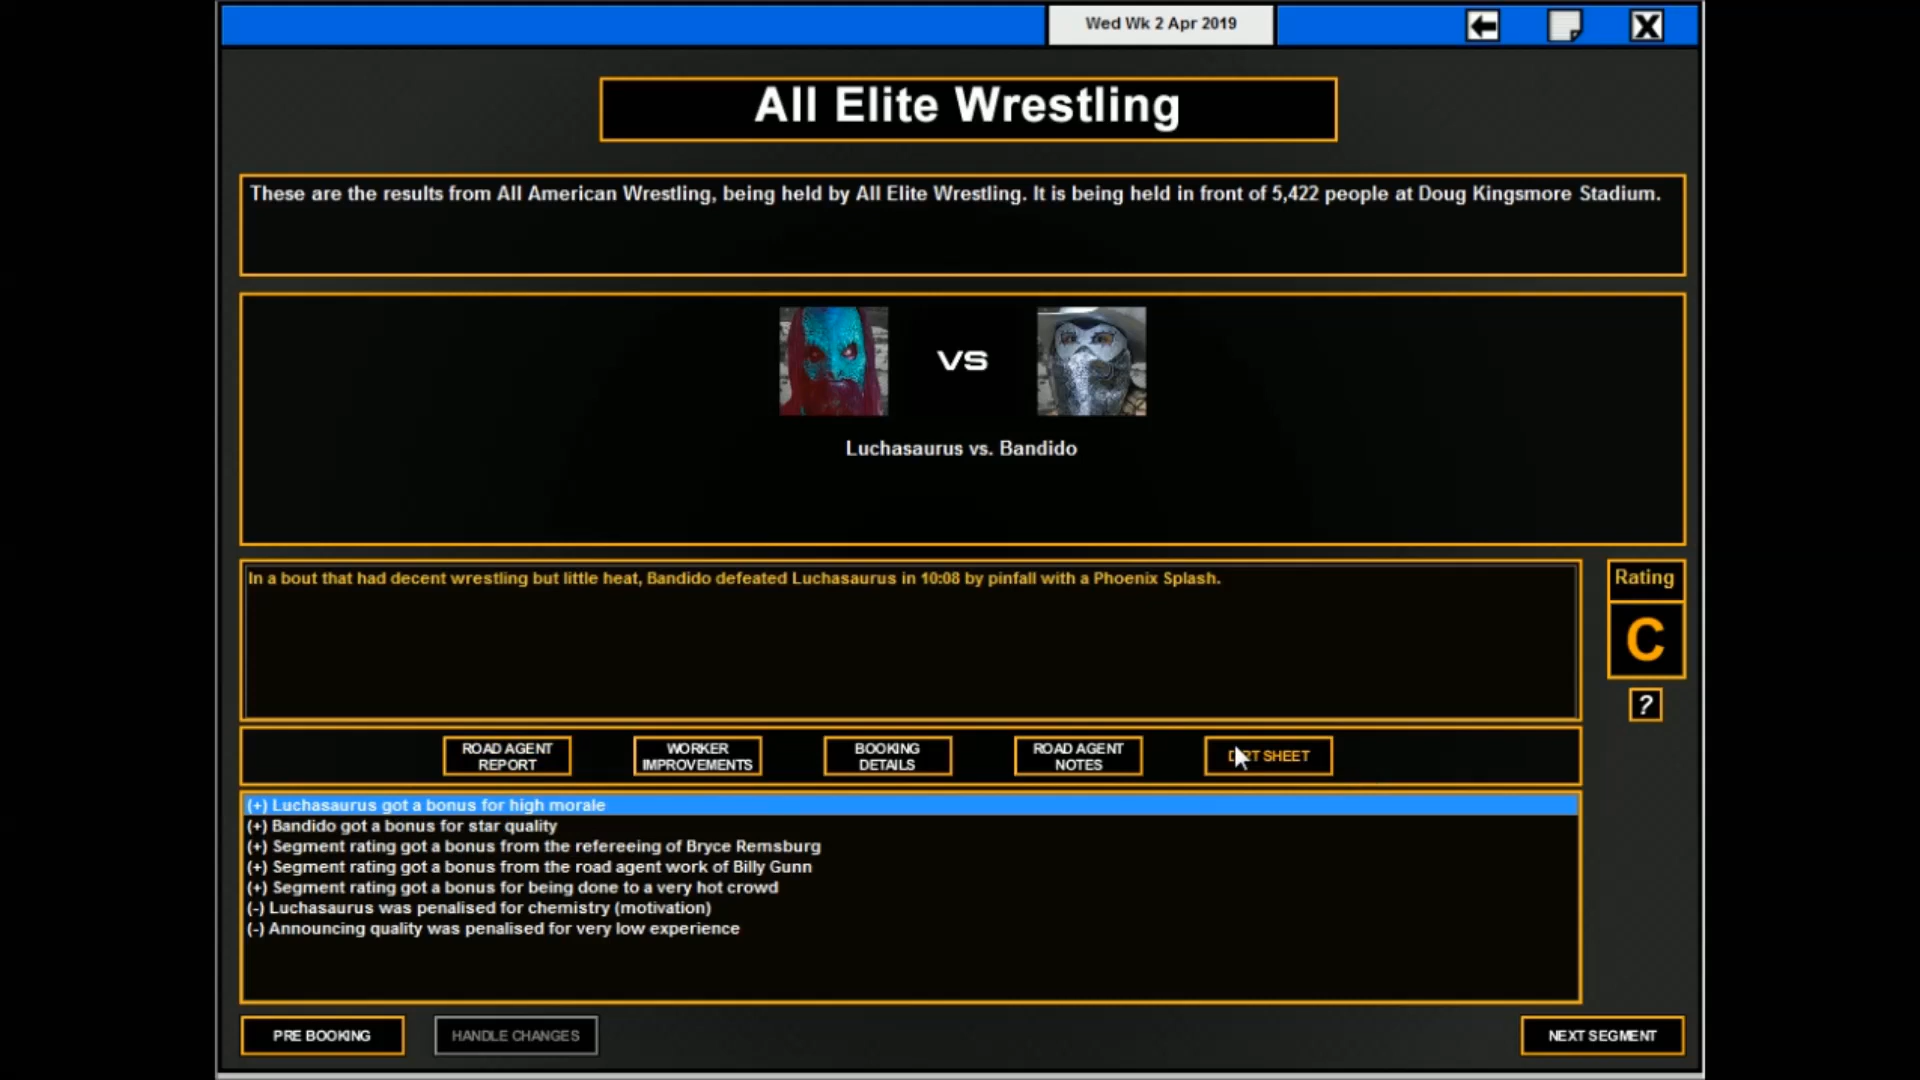 Wed Wk 2 Apr 2019
All Elite Wrestling
These are the results from All American Wrestling, being held by All Elite Wrestling. It is being held in front of 5,422 people at Doug Kingsmore Stadium.
VS
Luchasaurus vs. Bandido
In a bout that had decent wrestling but little heat, Bandido defeated Luchasaurus in 10:08 by pinfall with a Phoenix Splash.
Rating
C
?
ROAD AGENT
REPORT
WORKER
IMPROVEMENTS
BOOKING
DETAILS
ROAD AGENT
NOTES
SHEET
(+) Luchasaurus got a bonus for high morale
(+) Bandido got a bonus for star quality
(+) Segment rating got a bonus from the refereeing of Bryce Remsburg
(+) Segment rating got a bonus from the road agent work of Billy Gunn
(+) Segment rating got a bonus for being done to a very hot crowd
(-) Luchasaurus was penalised for chemistry (motivation)
(-) Announcing quality was penalised for very low experience
PRE BOOKING
HANDLE CHANGES
NEXT SEGMENT